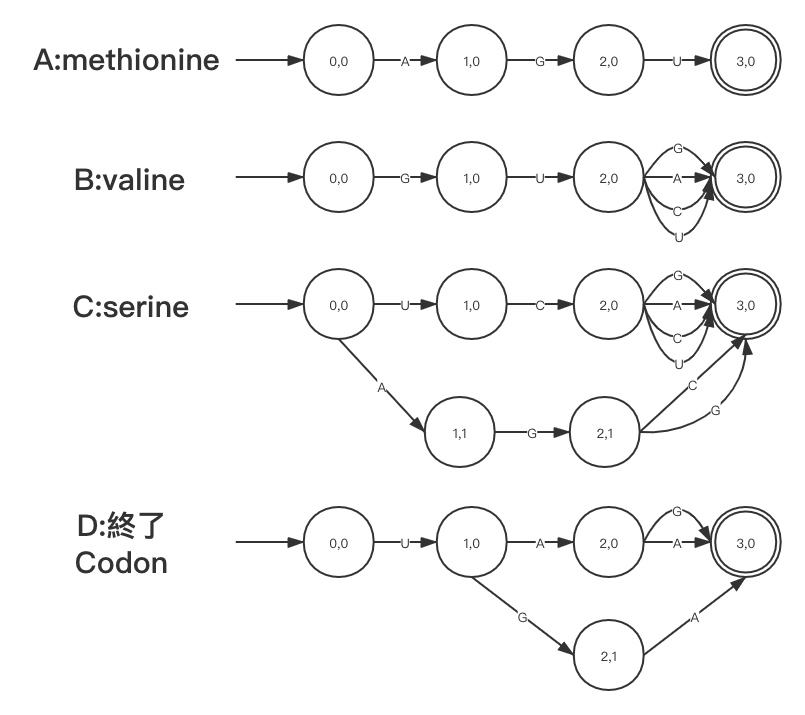 A:methionine
0,0 A 1,0 G 2,0 U 3,0
B:valine
0,0 G 1,0 U 2,0 G 3,0
A
C
U
C:serine
0,0 U 1,0 C 2,0 G 3,0
A
C
U
A
1,1 G 2,1 C
G
D:終了
Codon
0,0 U 1,0 A 2,0 G 3,0
A
G
2,1 A